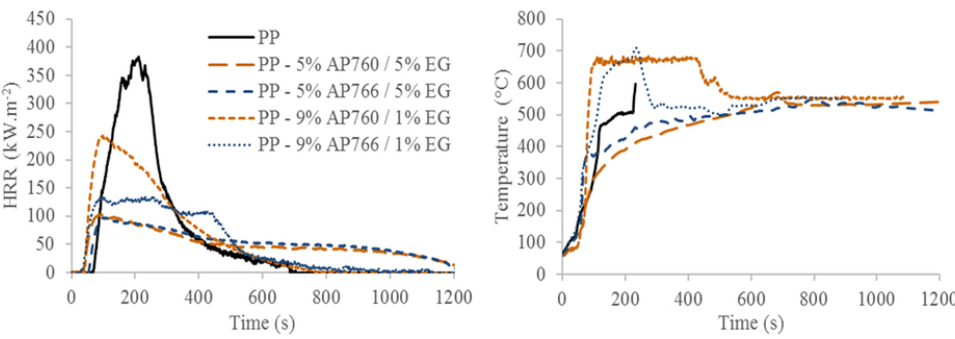 450
400
350
300
250
200
150
100
50
0
HRR (kW.m-2)
0 200 400 600 800 1000 1200
Time (s)
PP
PP - 5% AP760 / 5% EG
PP - 5% AP766 / 5% EG
PP - 9% AP760 / 1% EG
PP - 9% AP766 / 1% EG
800
700
600
500
400
300
200
100
0
Temperature (°C)
0 200 400 600 800 1000 1200
Time (s)